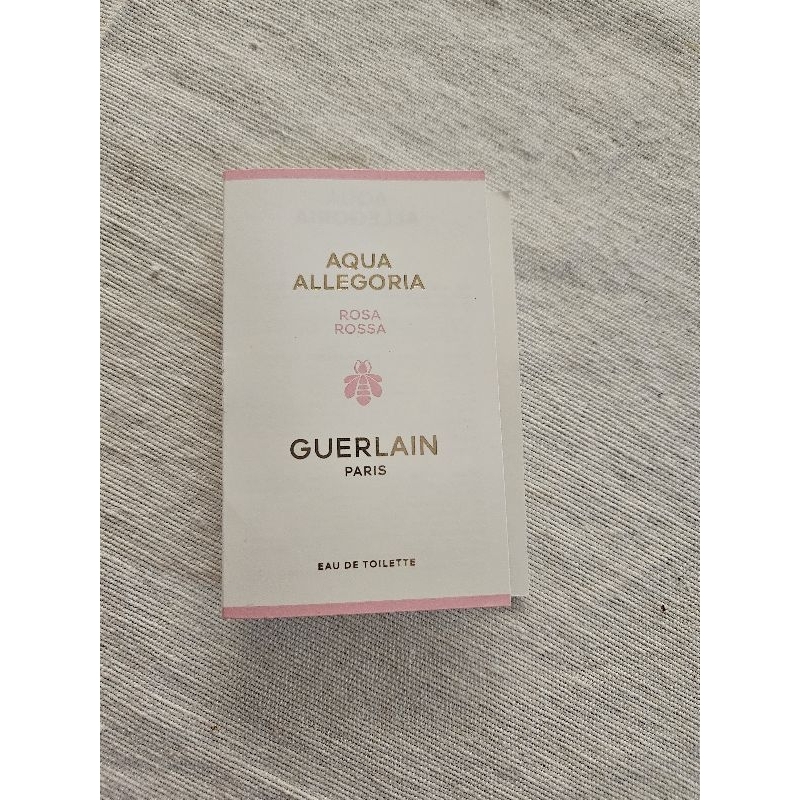 AQUA
ALLEGORIA
ROSA
ROSSA
GUERLAIN
PARIS
EAU DE TOILETTE